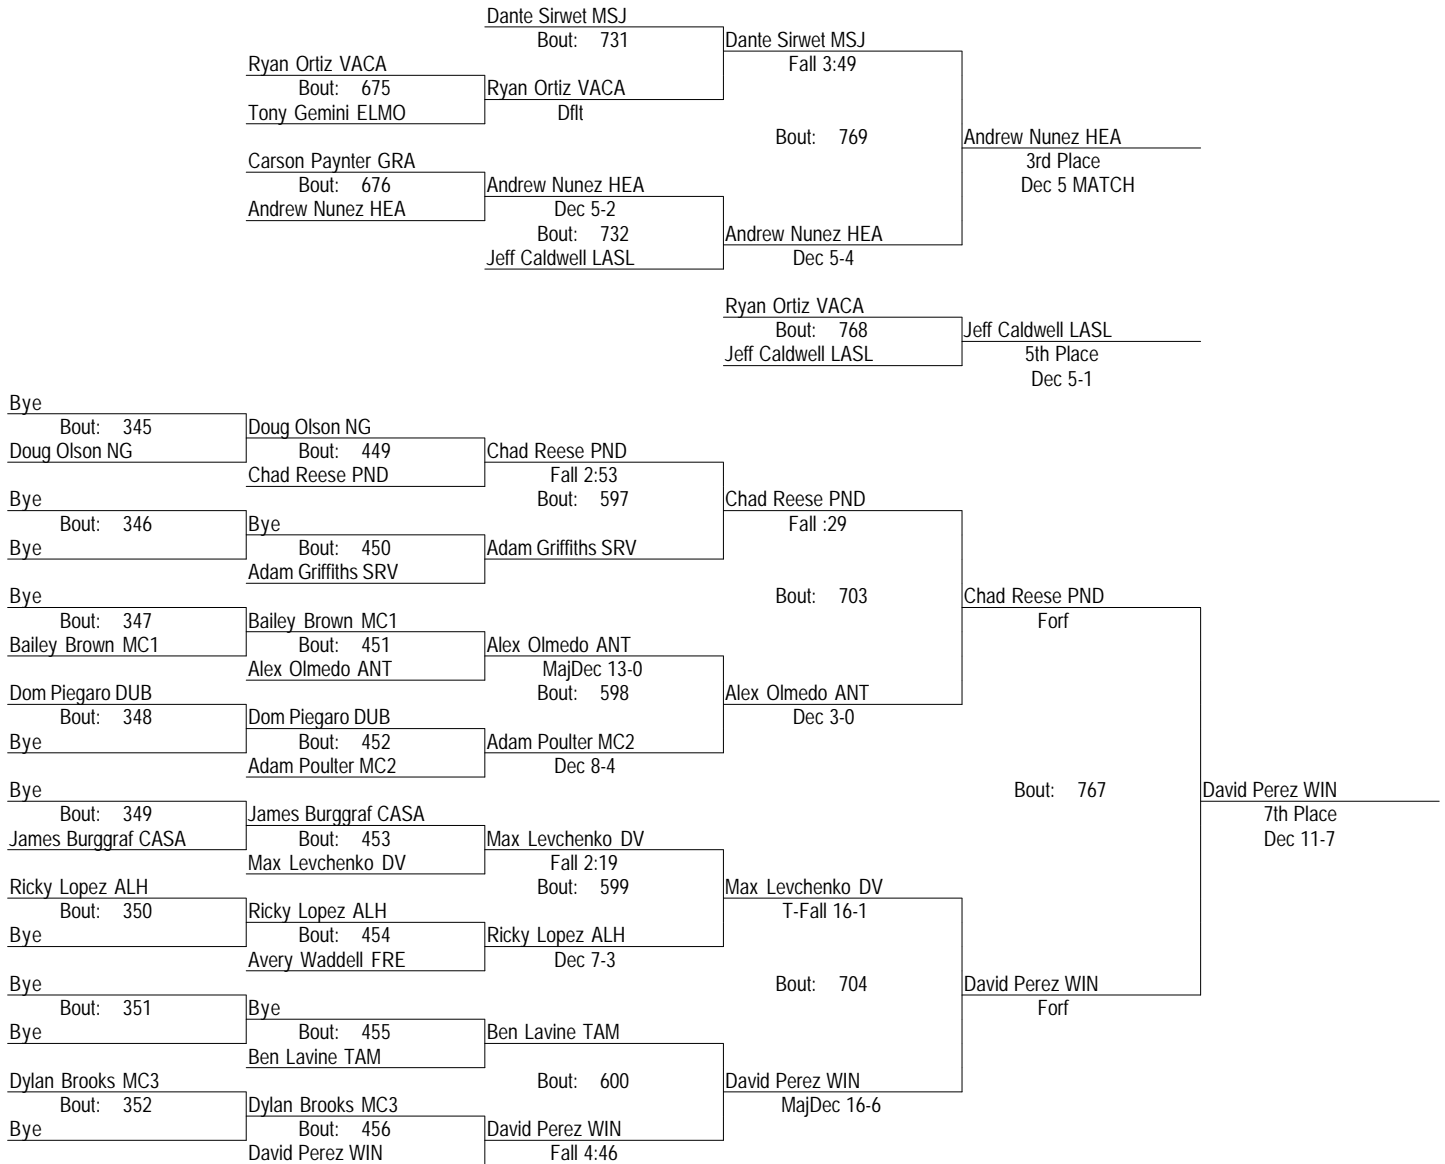 Dante Sirwet MSJ
Bout: 731
Dante Sirwet MSJ
Ryan Ortiz VACA
Fall 3:49
Bout: 675
Ryan Ortiz VACA
Tony Gemini ELMO
Dflt
Bout: 769
Andrew Nunez HEA
Carson Paynter GRA
3rd Place
Bout: 676
Andrew Nunez HEA
Dec 5 MATCH
Andrew Nunez HEA
Dec 5-2
Bout: 732
Andrew Nunez HEA
Jeff Caldwell LASL
Dec 5-4
Ryan Ortiz VACA
Bout: 768
Jeff Caldwell LASL
Jeff Caldwell LASL
5th Place
Dec 5-1
Bye
Bout: 345
Doug Olson NG
Doug Olson NG
Bout: 449
Chad Reese PND
Chad Reese PND
Fall 2:53
Bye
Bout: 597
Chad Reese PND
Bout: 346
Bye
Fall :29
Bye
Bout: 450
Adam Griffiths SRV
Adam Griffiths SRV
Bye
Bout: 703
Chad Reese PND
Bout: 347
Bailey Brown MC1
Forf
Bailey Brown MC1
Bout: 451
Alex Olmedo ANT
Alex Olmedo ANT
MajDec 13-0
Dom Piegaro DUB
Bout: 598
Alex Olmedo ANT
Bout: 348
Dom Piegaro DUB
Dec 3-0
Bye
Bout: 452
Adam Poulter MC2
Adam Poulter MC2
Dec 8-4
Bye
Bout: 767
David Perez WIN
Bout: 349
James Burggraf CASA
7th Place
James Burggraf CASA
Bout: 453
Max Levchenko DV
Dec 11-7
Max Levchenko DV
Fall 2:19
Ricky Lopez ALH
Bout: 599
Max Levchenko DV
Bout: 350
Ricky Lopez ALH
T-Fall 16-1
Bye
Bout: 454
Ricky Lopez ALH
Avery Waddell FRE
Dec 7-3
Bye
Bout: 704
David Perez WIN
Bout: 351
Bye
Forf
Bye
Bout: 455
Ben Lavine TAM
Ben Lavine TAM
Dylan Brooks MC3
Bout: 600
David Perez WIN
Bout: 352
Dylan Brooks MC3
MajDec 16-6
Bye
Bout: 456
David Perez WIN
David Perez WIN
Fall 4:46